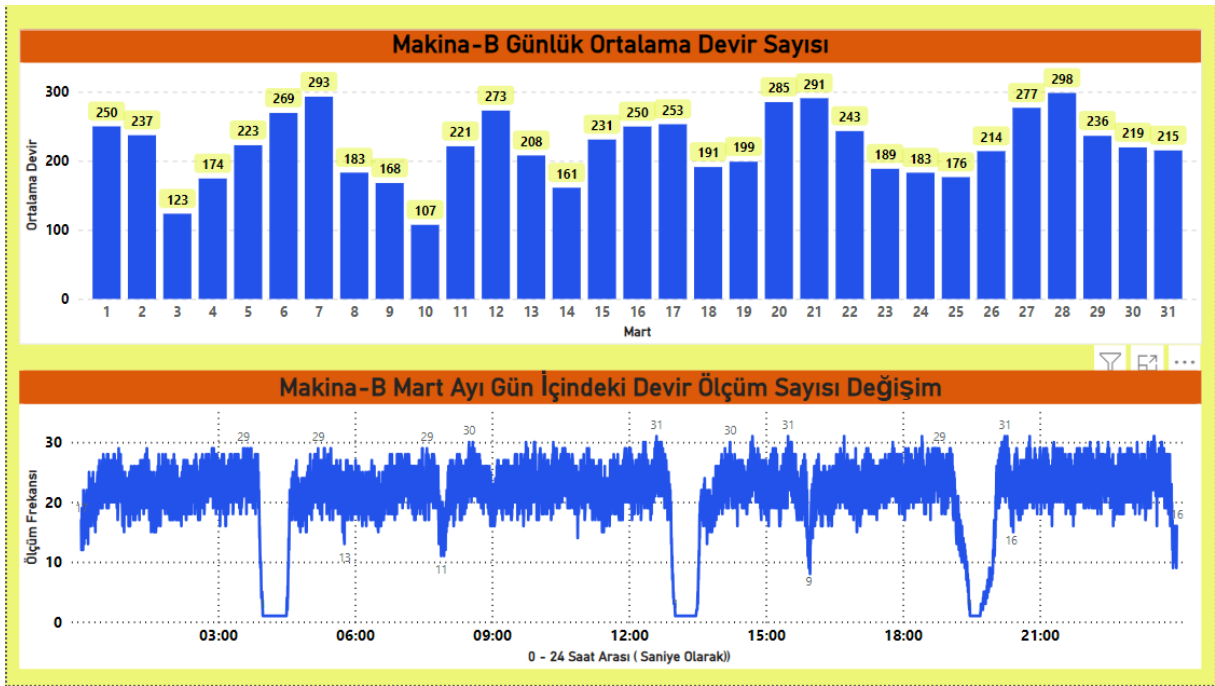 Makina-B Günlük Ortalama Devir Sayısı
Ortalama Devir
300
200
100
0
250 237 123 174 223 269 293 183 168 107 221 273 208 161 231 250 253 191 199 285 291 243 189 183 176 214 277 298 236 219 215
1 2 3 4 5 6 7 8 9 10 11 12 13 14 15 16 17 18 19 20 21 22 23 24 25 26 27 28 29 30 31
Mart
Makina-B Mart Ayı Gün İçindeki Devir Ölçüm Sayısı Değişim
Ölçüm Frekansı
30
20
10
0
29 29 29 30 31 30 31 29 31
13 11 9 16 16
03:00 06:00 09:00 12:00 15:00 18:00 21:00
0 - 24 Saat Arası ( Saniye Olarak))